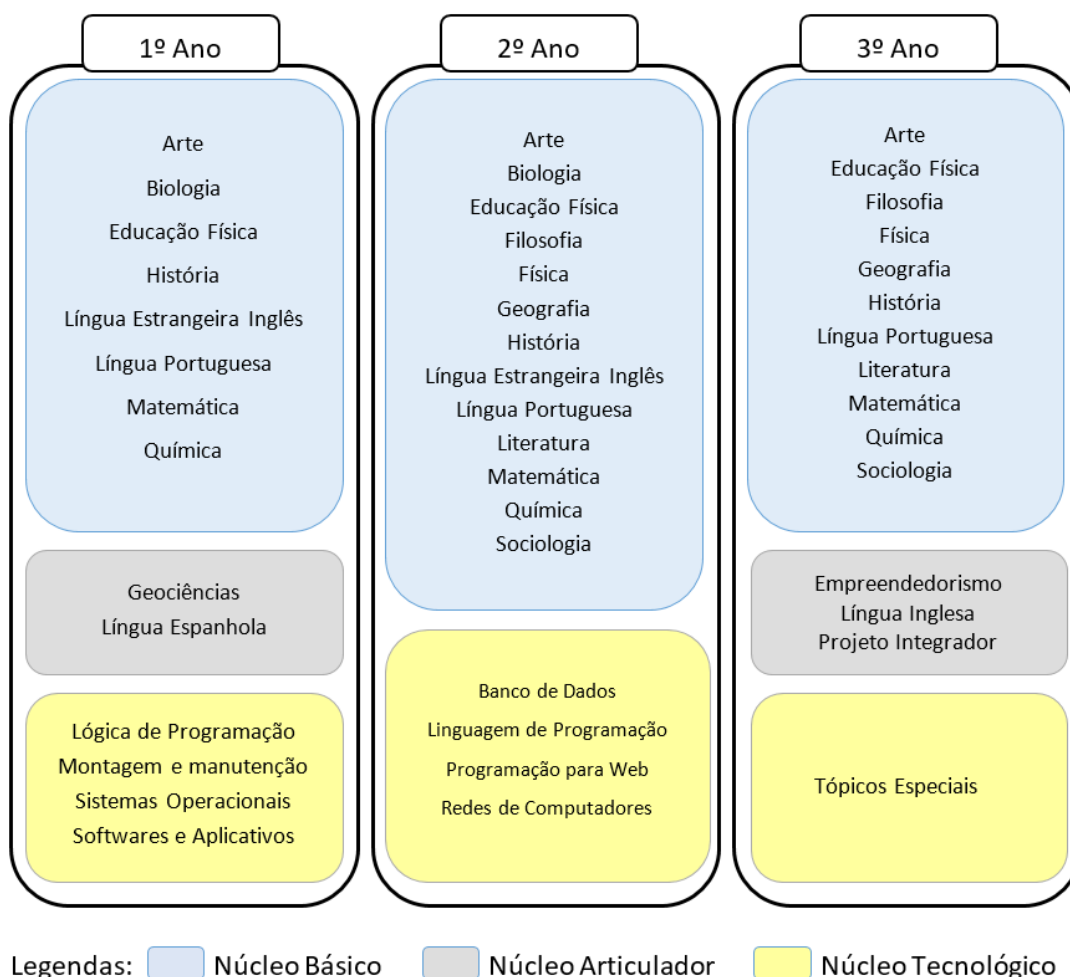 1º Ano
Arte
Biologia
Educação Física
História
Língua Estrangeira Inglês
Língua Portuguesa
Matemática
Química
Geociências
Língua Espanhola
Lógica de Programação
Montagem e manutenção
Sistemas Operacionais
Softwares e Aplicativos
2º Ano
Arte
Biologia
Educação Física
Filosofia
Física
Geografia
História
Língua Estrangeira Inglês
Língua Portuguesa
Literatura
Matemática
Química
Sociologia
Banco de Dados
Linguagem de Programação
Programação para Web
Redes de Computadores
3º Ano
Arte
Educação Física
Filosofia
Física
Geografia
História
Língua Portuguesa
Literatura
Matemática
Química
Sociologia
Empreendedorismo
Língua Inglesa
Projeto Integrador
Tópicos Especiais
Legendas: Núcleo Básico Núcleo Articulador Núcleo Tecnológico